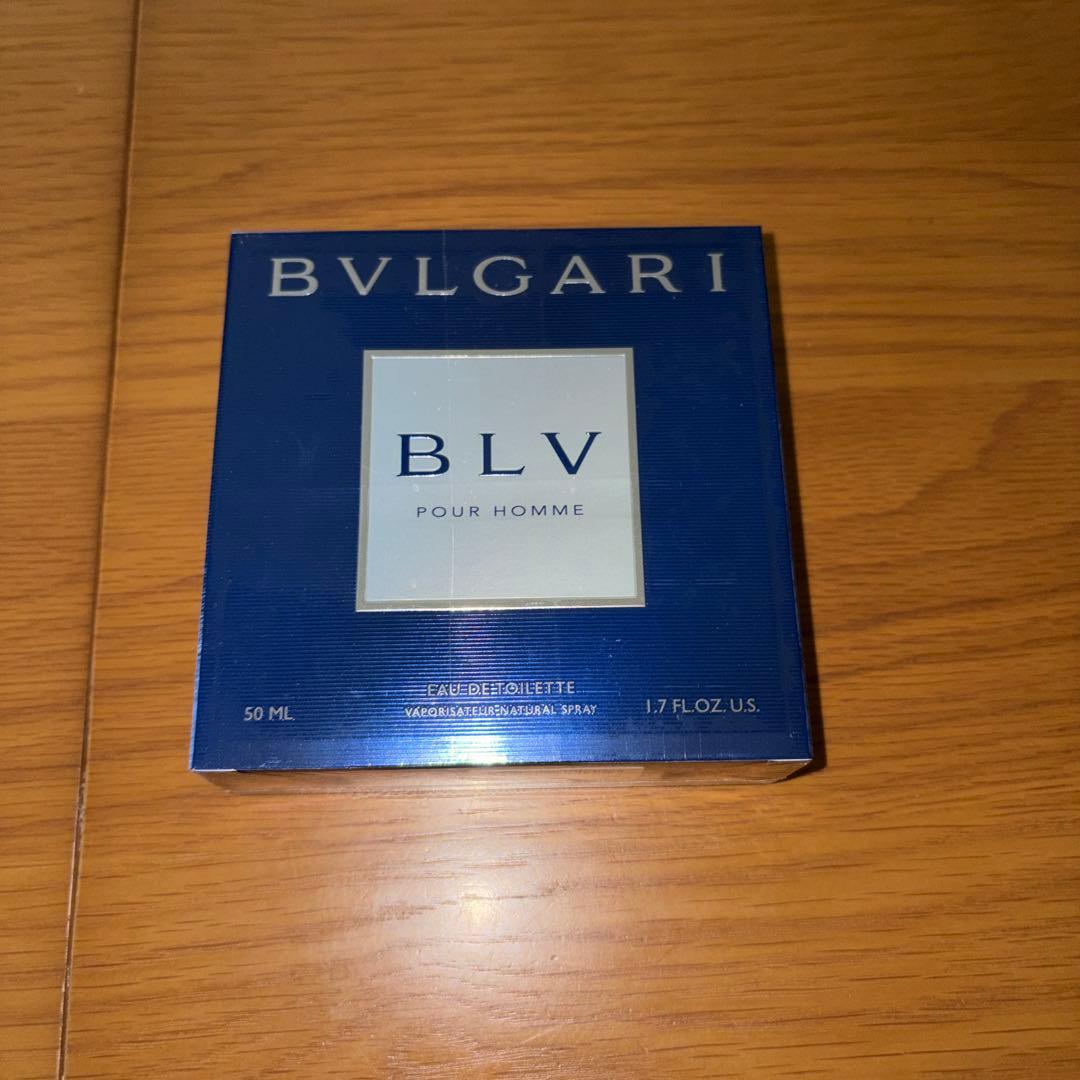 BVLGARI
BLV
POUR HOMME
EAU DE TOILETTE
50 ML
VAPORISATEUR-NATURAL SPRAY
1.7 FL.OZ. U.S.